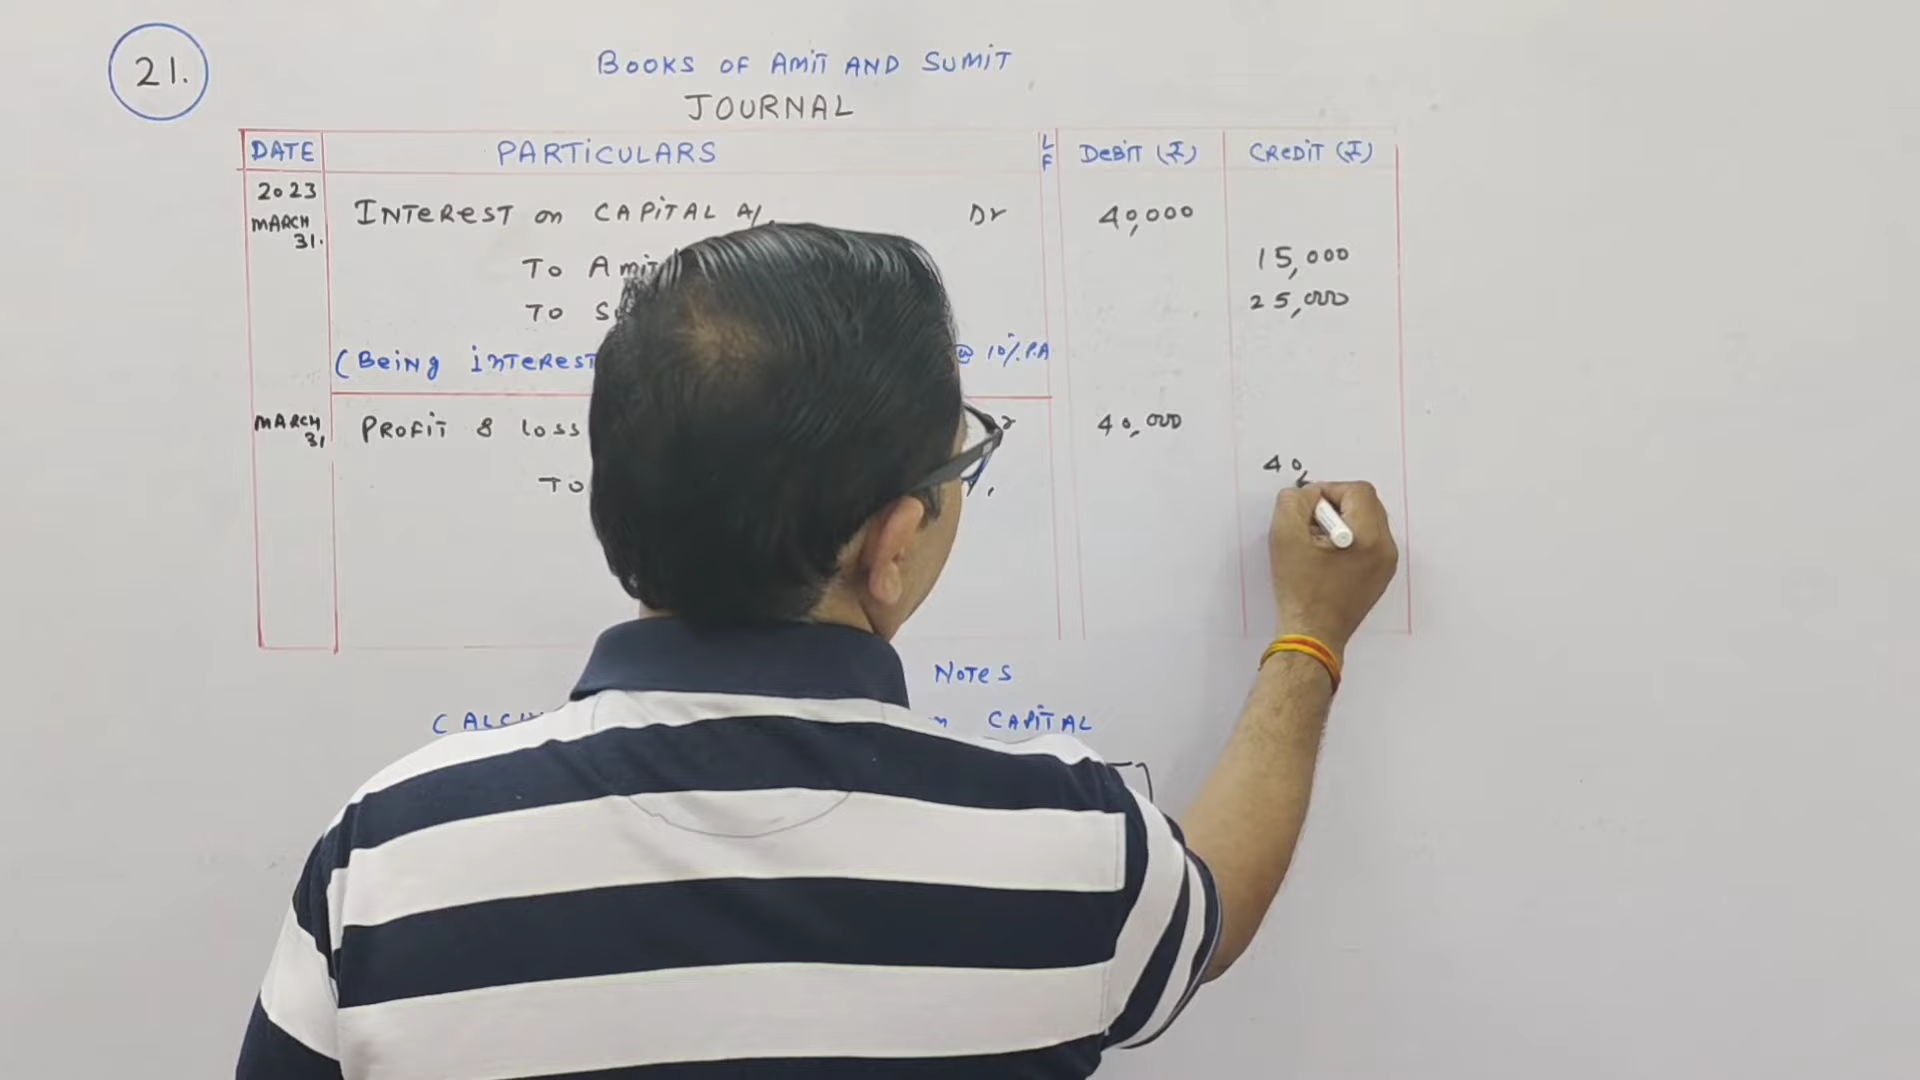 21.
BOOKS OF AMIT AND SUMIT
JOURNAL
DATE PARTICULARS LF DEBIT (₹) CREDIT (₹)
2023
MARCH 31. INTEREST on CAPITAL A/. Dr 40,000
To Amit 15,000
To 25,000
(Being interest @ 10%.P.A
MARCH 31 PROFIT & LOSS 40,000
To 40,
NOTES
CAPITAL